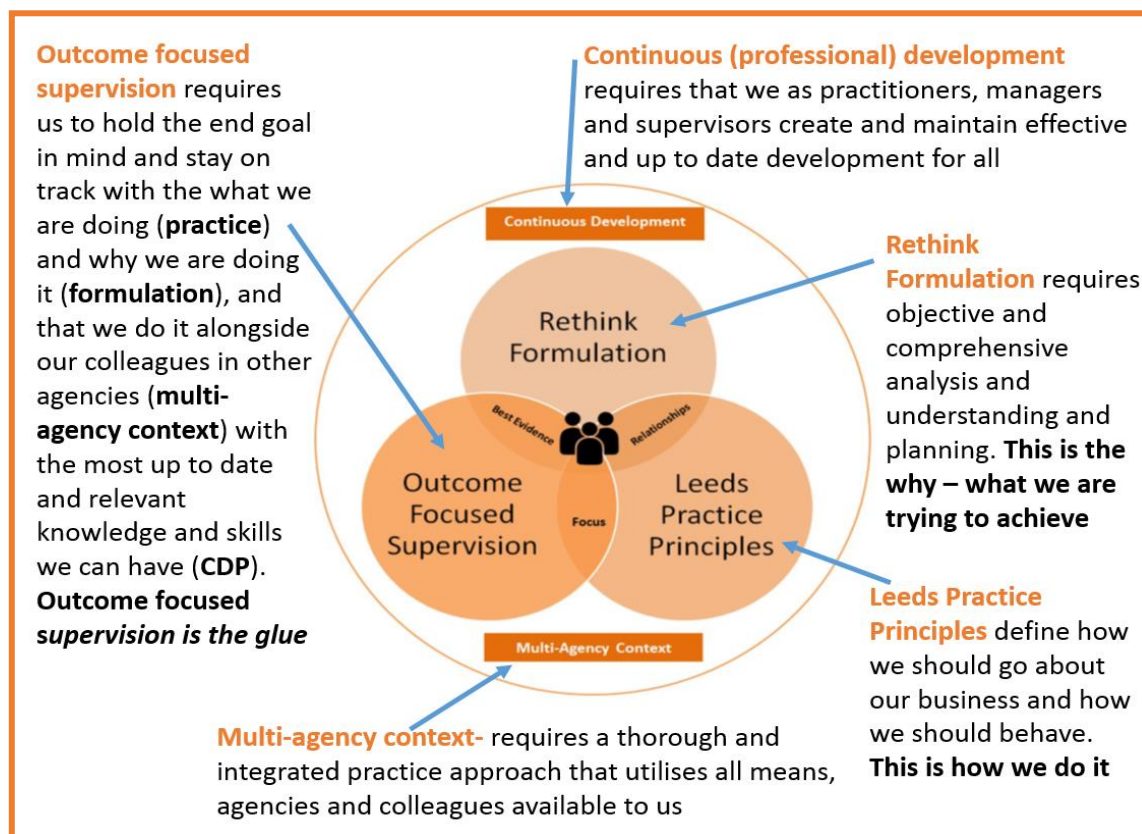 Outcome focused
supervision requires
us to hold the end goal
in mind and stay on
track with the what we
are doing (practice)
and why we are doing
it (formulation), and
that we do it alongside
our colleagues in other
agencies (multi-
agency context) with
the most up to date
and relevant
knowledge and skills
we can have (CDP).
Outcome focused
supervision is the glue
Continuous (professional) development
requires that we as practitioners, managers
and supervisors create and maintain effective
and up to date development for all
Continuous Development
Rethink
Formulation
Best Evidence
Relationships
Outcome
Focused
Supervision
Focus
Leeds
Practice
Principles
Multi-Agency Context
Rethink
Formulation requires
objective and
comprehensive
analysis and
understanding and
planning. This is the
why – what we are
trying to achieve
Leeds Practice
Principles define how
we should go about
our business and how
we should behave.
This is how we do it
Multi-agency context- requires a thorough and
integrated practice approach that utilises all means,
agencies and colleagues available to us